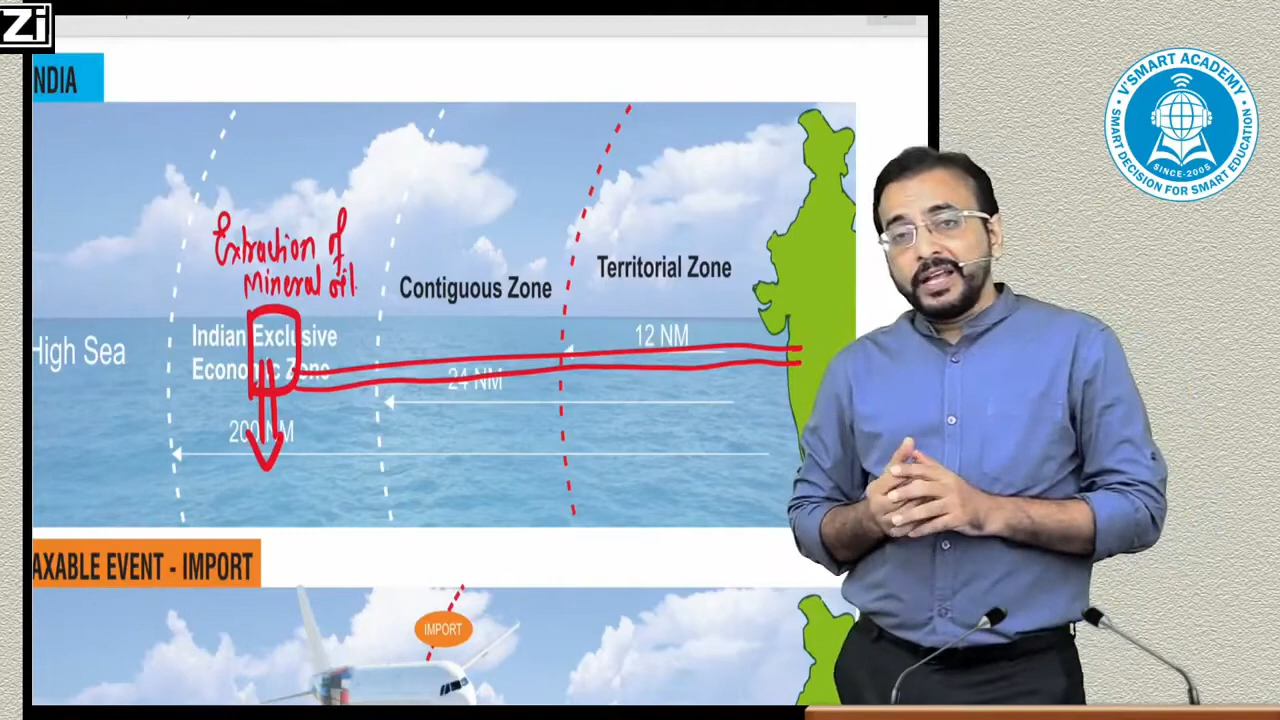 Zi
NDIA
Extraction of
mineral oil
Territorial Zone
Contiguous Zone
Indian Exclusive
Economic Zone
High Sea
12 NM
24 NM
200 NM
AXABLE EVENT - IMPORT
IMPORT
V'SMART ACADEMY
SINCE-2005
SMART DECISION FOR SMART EDUCATION